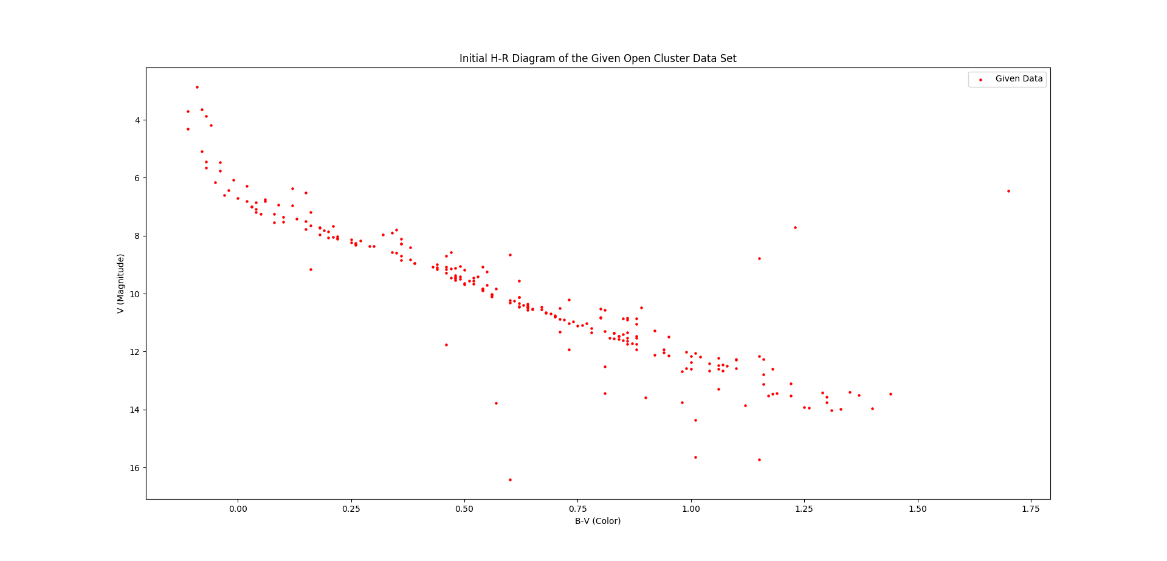 Initial H-R Diagram of the Given Open Cluster Data Set
Given Data
V (Magnitude)
4
6
8
10
12
14
16
0.00 0.25 0.50 0.75 1.00 1.25 1.50 1.75
B-V (Color)